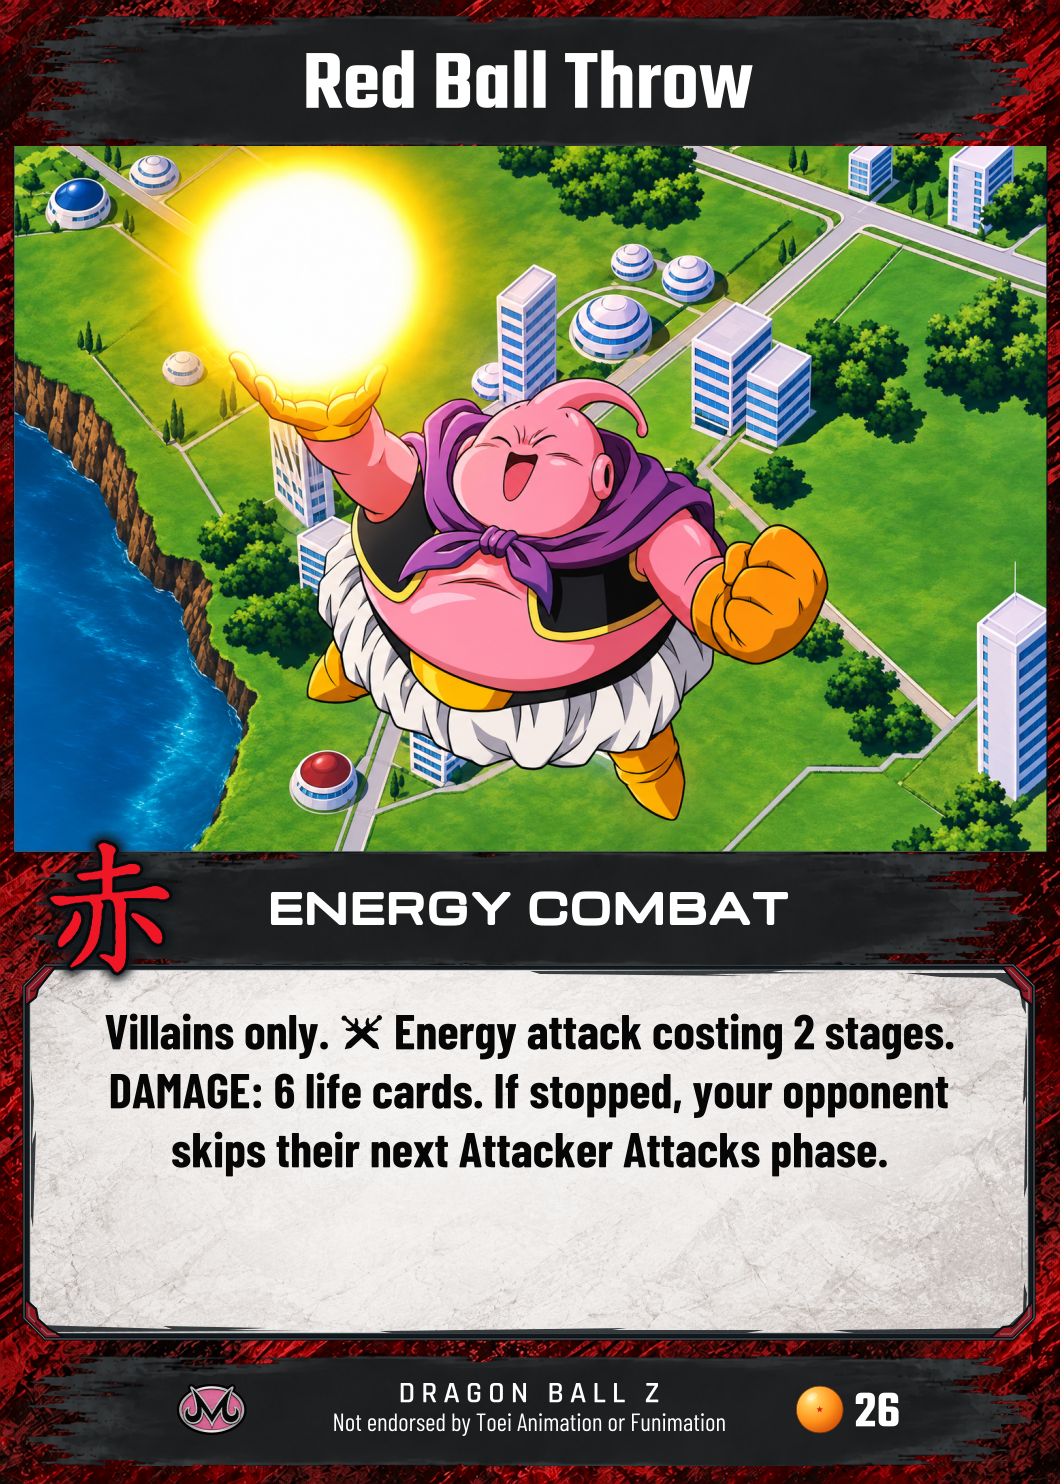 Red Ball Throw
赤
ENERGY COMBAT
Villains only. Energy attack costing 2 stages.
DAMAGE: 6 life cards. If stopped, your opponent
skips their next Attacker Attacks phase.
DRAGON BALL Z
Not endorsed by Toei Animation or Funimation
26